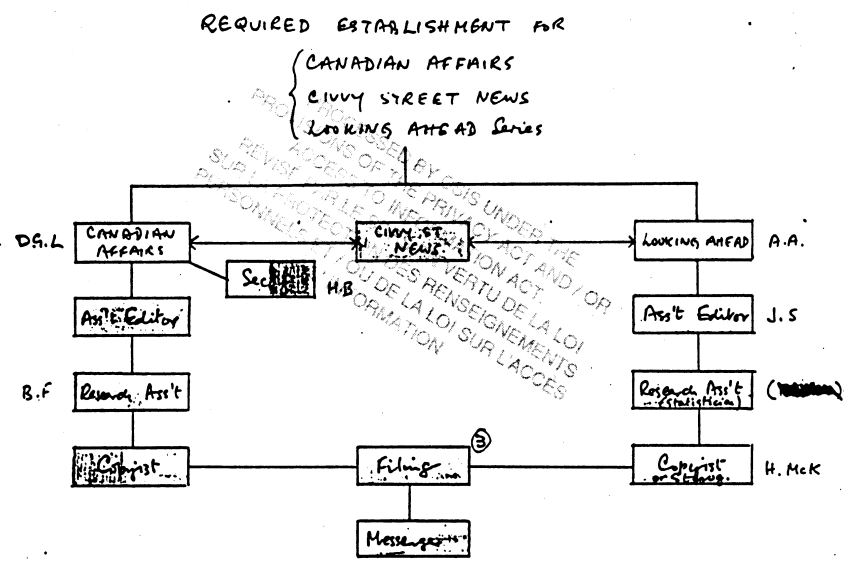 REQUIRED ESTABLISHMENT FOR
CANADIAN AFFAIRS
CIVVY STREET NEWS
LOOKING AHEAD Series
PROCESSED BY CSIS UNDER THE
PROVISIONS OF THE PRIVACY ACT AND / OR
ACCESS TO INFORMATION ACT.
REVISÉ PAR LE EN VERTU DE LA LOI
SUR LA PROTECTION DES RENSEIGNEMENTS
PERSONNELS ET / OU DE LA LOI SUR L'ACCÈS
INFORMATION
D.G.L CANADIAN AFFAIRS
CIVVY ST. NEWS
LOOKING AHEAD A.A.
Sec H.B
Ass't Editor
Ass't Editor J.S
B.F Research Ass't
Research Ass't
(Statistician)
3
Copyist
Filing
Copyist
or Stenog. H. McK
Messenger